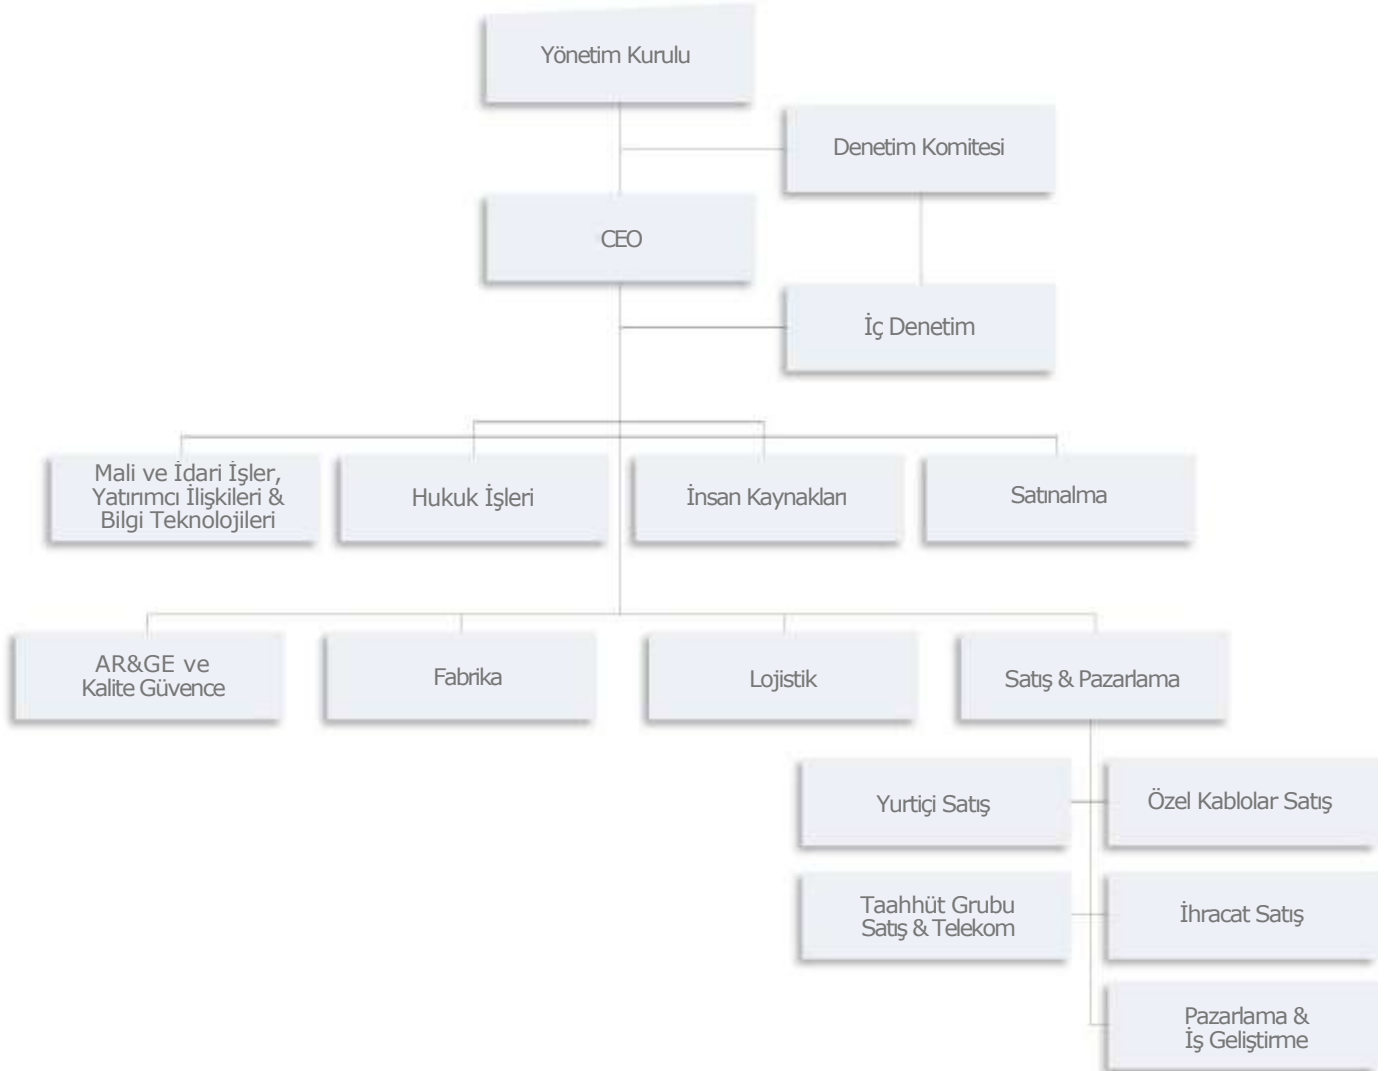 Yönetim Kurulu
Denetim Komitesi
CEO
İç Denetim
Mali ve İdari İşler,
Yatırımcı İlişkileri &
Bilgi Teknolojileri
Hukuk İşleri
İnsan Kaynakları
Satınalma
AR&GE ve
Kalite Güvence
Fabrika
Lojistik
Satış & Pazarlama
Yurtiçi Satış
Özel Kablolar Satış
Taahhüt Grubu
Satış & Telekom
İhracat Satış
Pazarlama &
İş Geliştirme